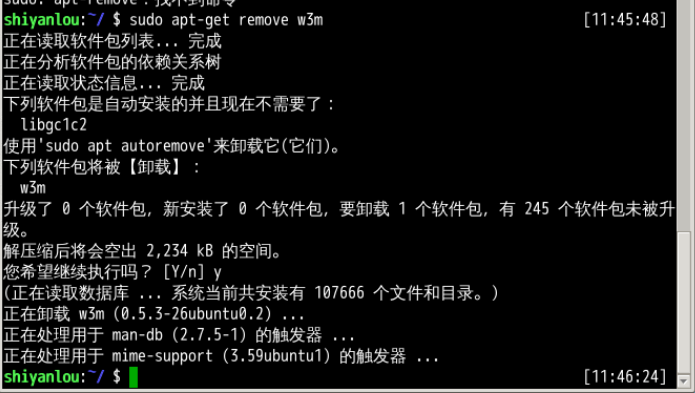 sudo: apt-remove：找不到命令
shiyanlou:~/ $ sudo apt-get remove w3m [11:45:48]
正在读取软件包列表... 完成
正在分析软件包的依赖关系树
正在读取状态信息... 完成
下列软件包是自动安装的并且现在不需要了：
libgc1c2
使用'sudo apt autoremove'来卸载它(它们)。
下列软件包将被【卸载】：
w3m
升级了 0 个软件包, 新安装了 0 个软件包, 要卸载 1 个软件包, 有 245 个软件包未被升
级。
解压缩后将会空出 2,234 kB 的空间。
您希望继续执行吗？ [Y/n] y
(正在读取数据库 ... 系统当前共安装有 107666 个文件和目录。)
正在卸载 w3m (0.5.3-26ubuntu0.2) ...
正在处理用于 man-db (2.7.5-1) 的触发器 ...
正在处理用于 mime-support (3.59ubuntu1) 的触发器 ...
shiyanlou:~/ $ [11:46:24]